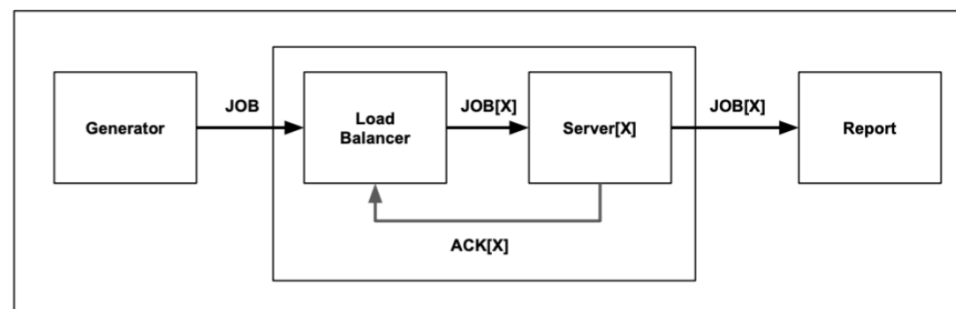 Generator
JOB
Load
Balancer
JOB[X]
Server[X]
JOB[X]
Report
ACK[X]